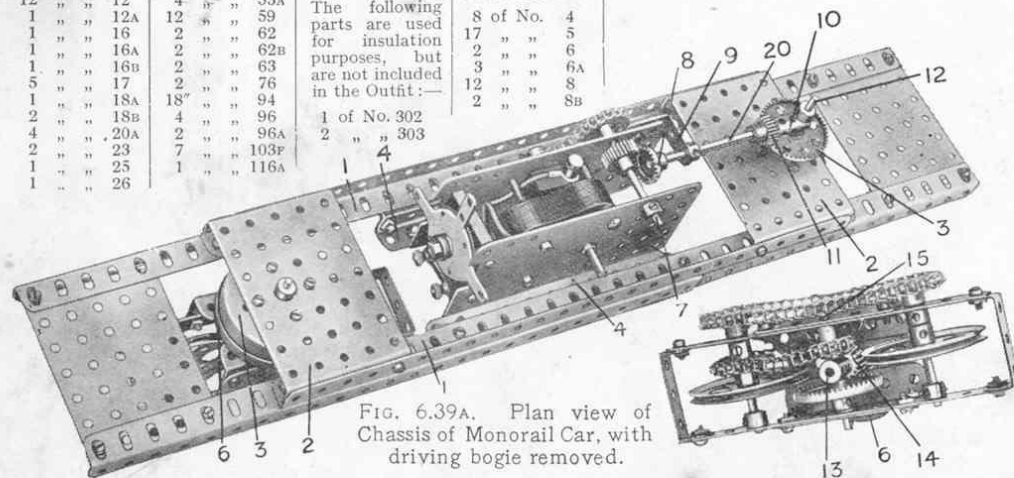 12 „ „ 12
1 „ „ 12A
1 „ „ 16
1 „ „ 16A
1 „ „ 16B
5 „ „ 17
1 „ „ 18A
2 „ „ 18B
4 „ „ 20A
2 „ „ 23
1 „ „ 25
1 „ „ 26
12 „ „ 59
2 „ „ 62
2 „ „ 62B
2 „ „ 63
2 „ „ 76
18" „ „ 94
4 „ „ 96
2 „ „ 96A
7 „ „ 103F
1 „ „ 116A
The following
parts are used
for insulation
purposes, but
are not included
in the Outfit:—
1 of No. 302
2 „ „ 303
8 of No. 4
17 „ „ 5
2 „ „ 6
3 „ „ 6A
12 „ „ 8
2 „ „ 8B
10
8 9 20
12
4
1
3
11 2
7
4
15
1
6 3 2
FIG. 6.39A. Plan view of
Chassis of Monorail Car, with
driving bogie removed.
13 6 14